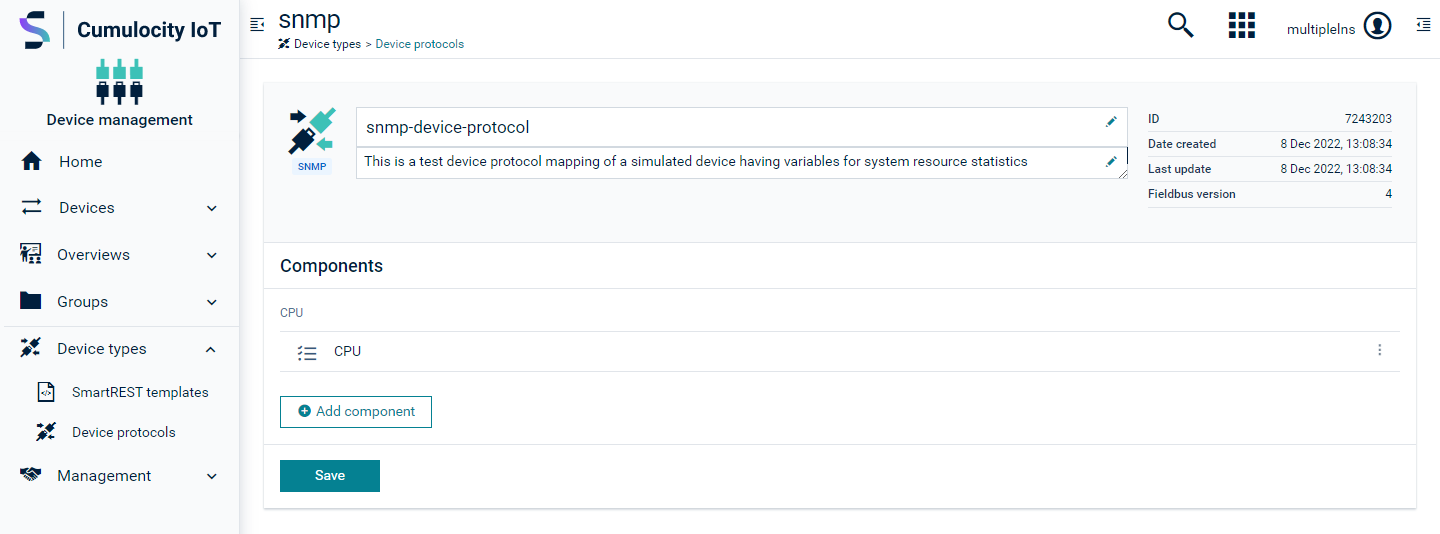 Cumulocity IoT
Device management
Home
Devices
Overviews
Groups
Device types
SmartREST templates
Device protocols
Management
snmp
Device types > Device protocols
multiplelns
SNMP
snmp-device-protocol
This is a test device protocol mapping of a simulated device having variables for system resource statistics
ID 7243203
Date created 8 Dec 2022, 13:08:34
Last update 8 Dec 2022, 13:08:34
Fieldbus version 4
Components
CPU
CPU
Add component
Save